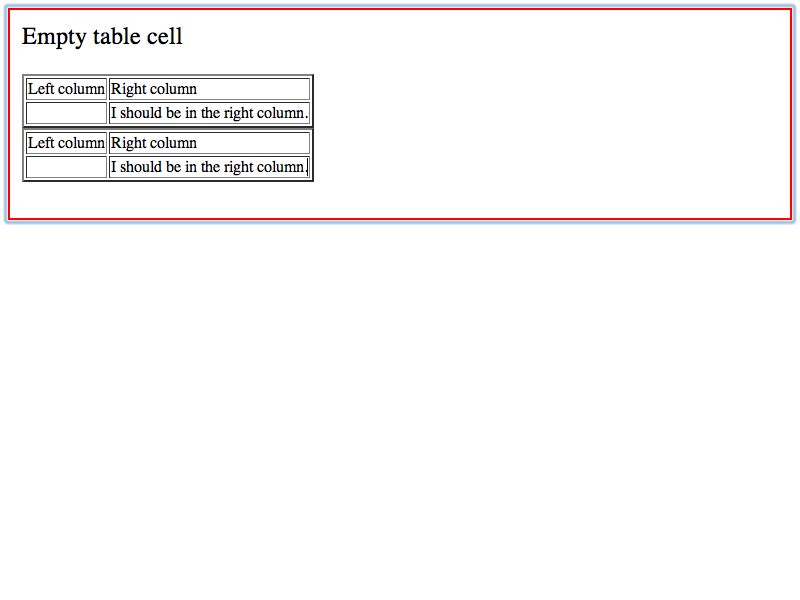 Empty table cell
Left column Right column
I should be in the right column.
Left column Right column
I should be in the right column.